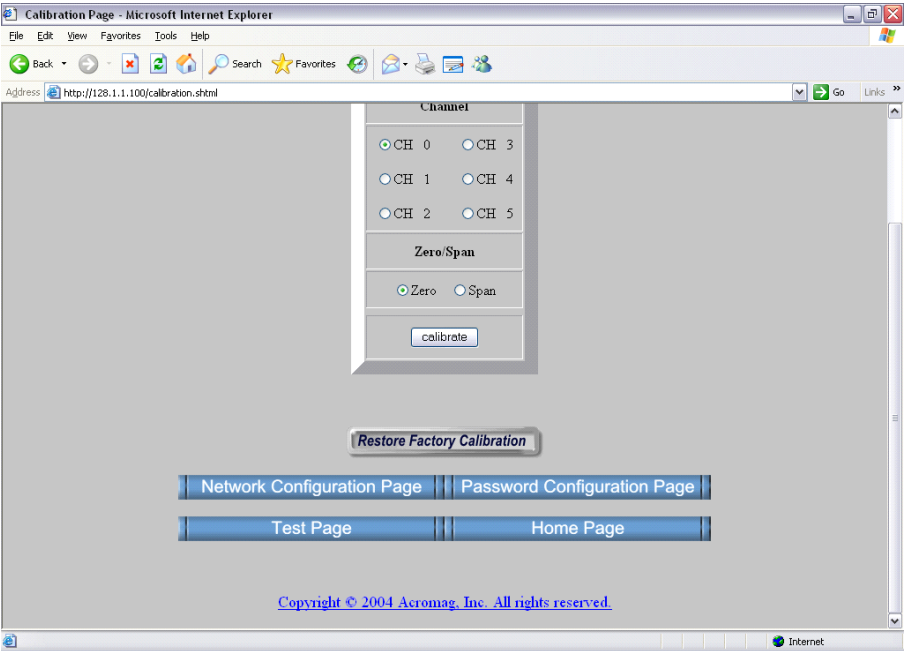 Calibration Page - Microsoft Internet Explorer
File Edit View Favorites Tools Help
Back Search Favorites
Address http://128.1.1.100/calibration.shtml Go Links »
Channel
CH 0 CH 3
CH 1 CH 4
CH 2 CH 5
Zero/Span
Zero Span
calibrate
Restore Factory Calibration
Network Configuration Page Password Configuration Page
Test Page Home Page
Copyright © 2004 Acromag, Inc. All rights reserved.
Internet